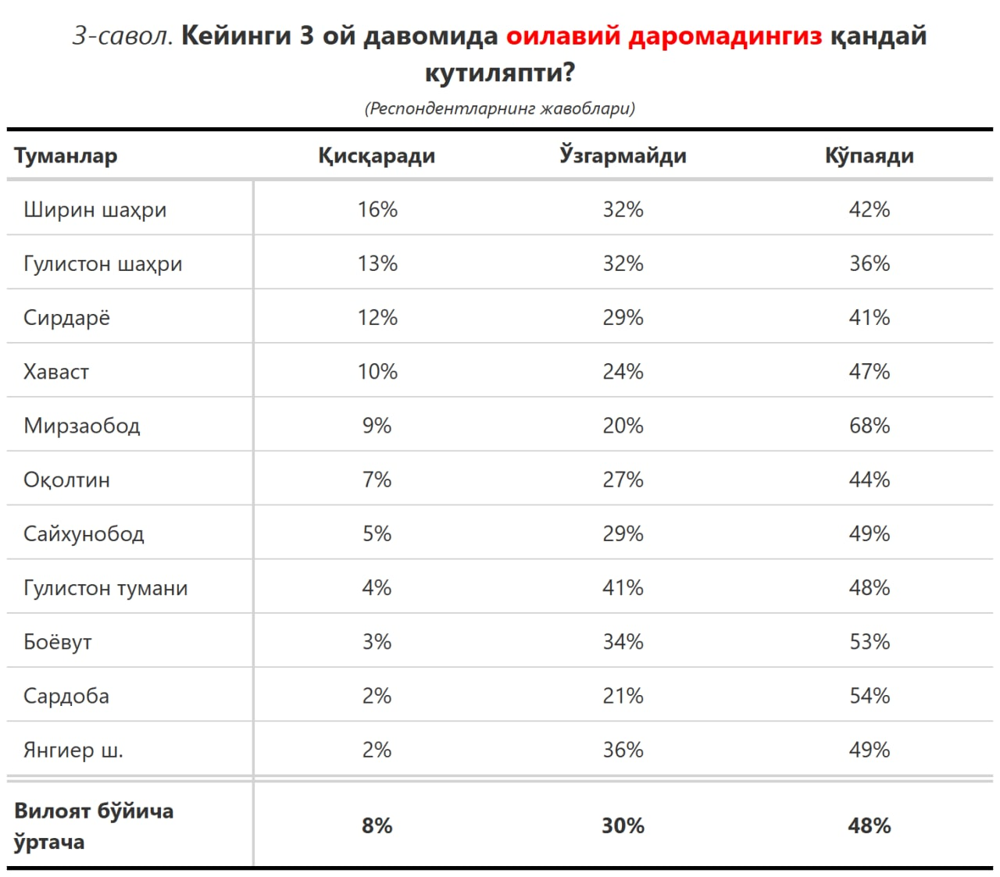 3-савол. Кейинги 3 ой давомида оилавий даромадингиз қандай
кутиляпти?
(Респондентларнинг жавоблари)
Туманлар Қисқаради Ўзгармайди Кўпаяди
Ширин шаҳри 16% 32% 42%
Гулистон шаҳри 13% 32% 36%
Сирдарё 12% 29% 41%
Хаваст 10% 24% 47%
Мирзаобод 9% 20% 68%
Оқолтин 7% 27% 44%
Сайхунобод 5% 29% 49%
Гулистон тумани 4% 41% 48%
Боёвут 3% 34% 53%
Сардоба 2% 21% 54%
Янгиер ш. 2% 36% 49%
Вилоят бўйича
ўртача 8% 30% 48%